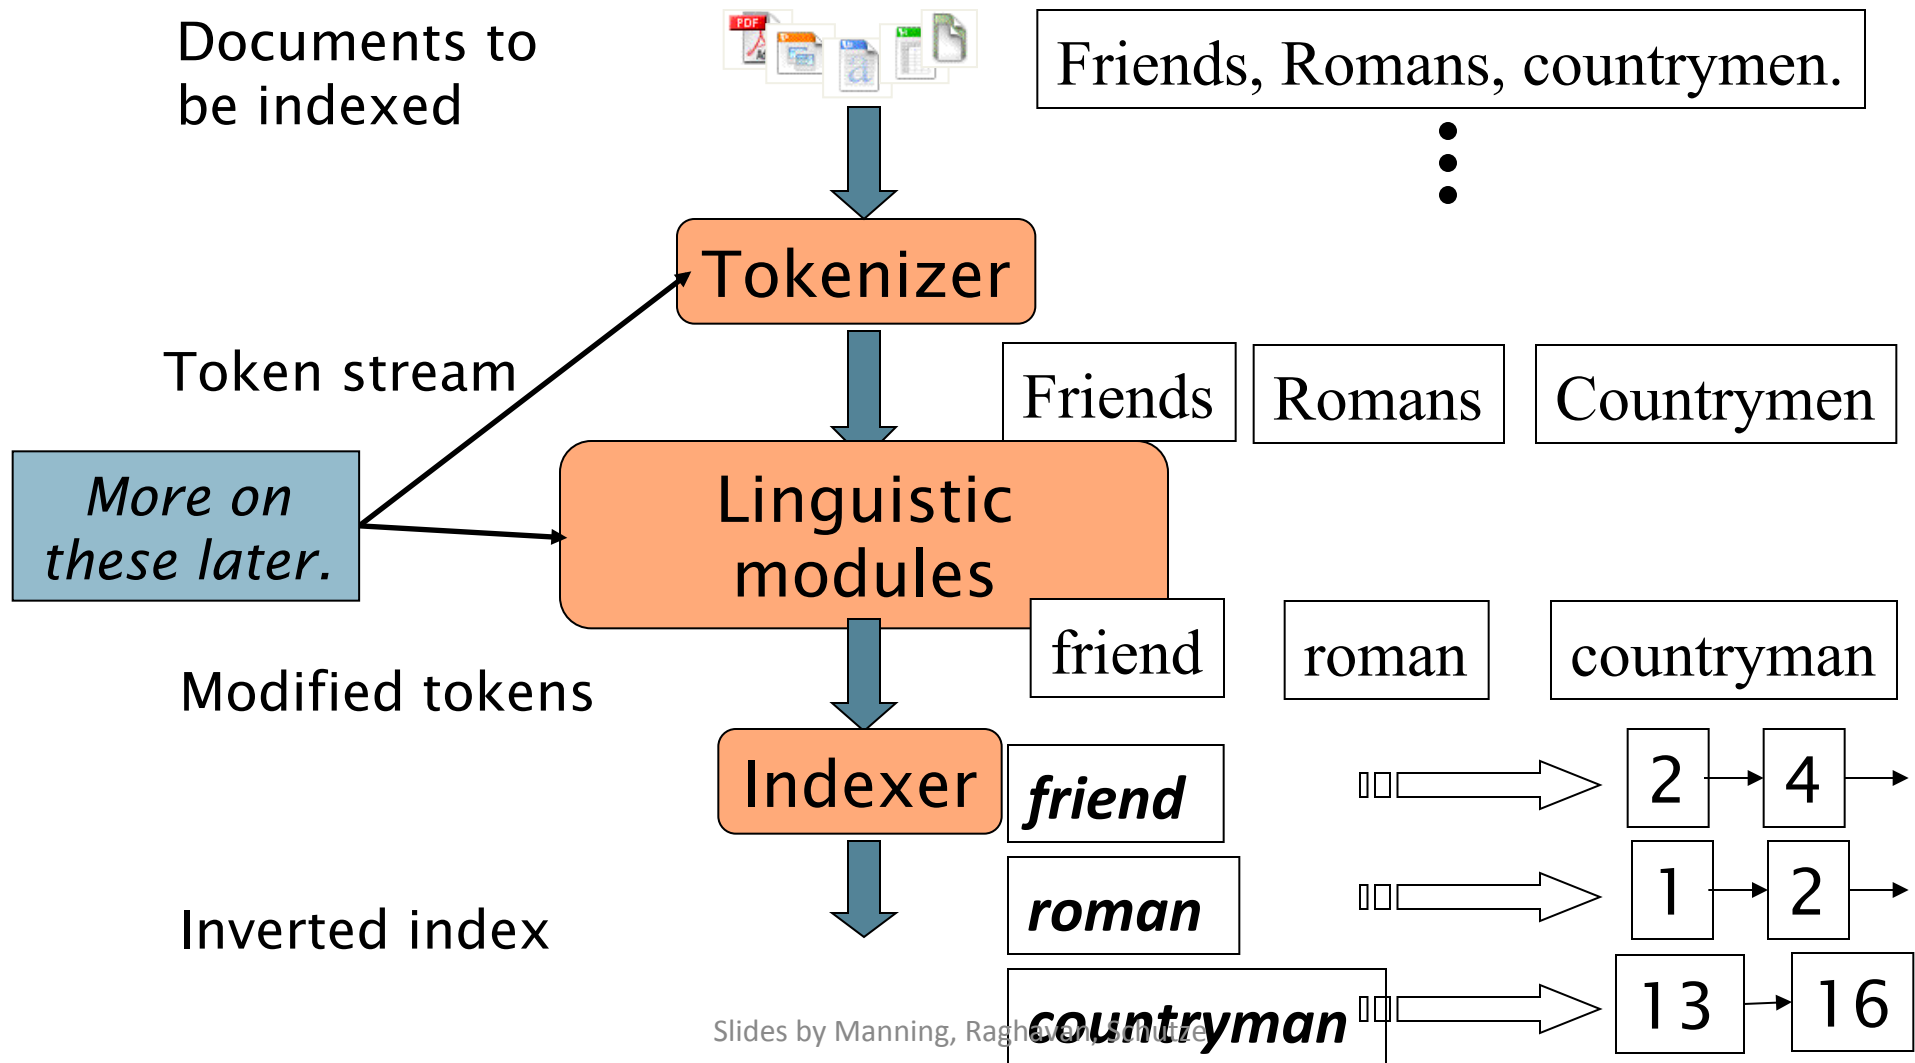 Documents to
be indexed
PDF
Friends, Romans, countrymen.
Tokenizer
Token stream
Friends
Romans
Countrymen
More on
these later.
Linguistic
modules
friend
roman
countryman
Modified tokens
Indexer
friend
2
4
roman
1
2
Inverted index
countryman
13
16
Slides by Manning, Raghavan, Schutze